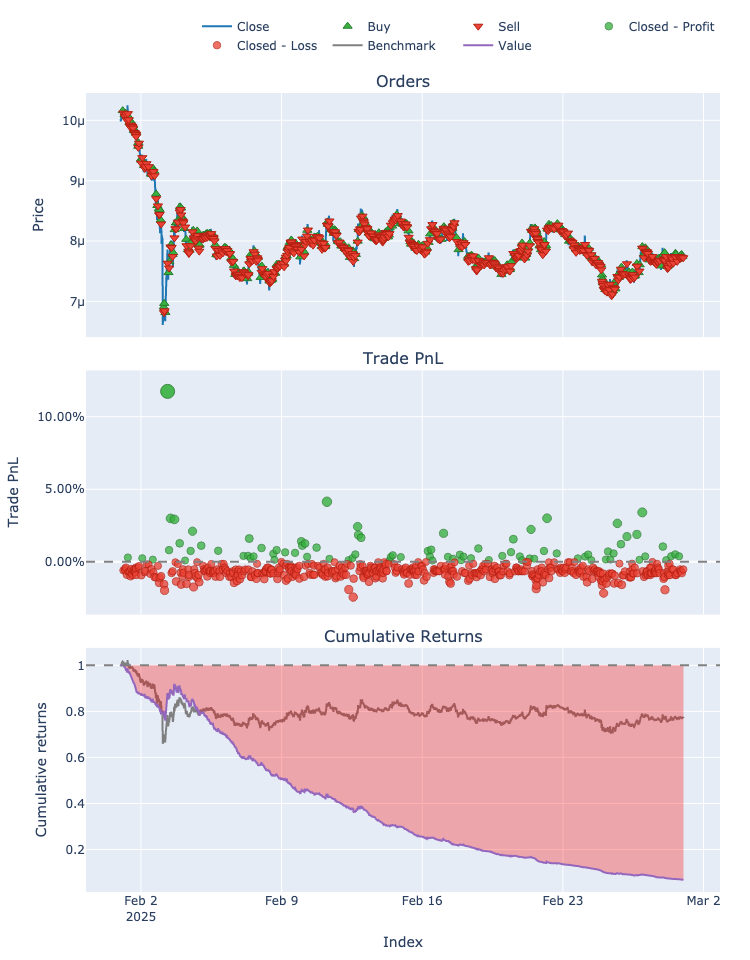 Close Buy Sell Closed - Profit
Closed - Loss Benchmark Value
Orders
10μ
9μ
8μ
7μ
Price
Trade PnL
10.00%
5.00%
0.00%
Trade PnL
Cumulative Returns
1
0.8
0.6
0.4
0.2
Cumulative returns
Feb 2 Feb 9 Feb 16 Feb 23 Mar 2
2025
Index